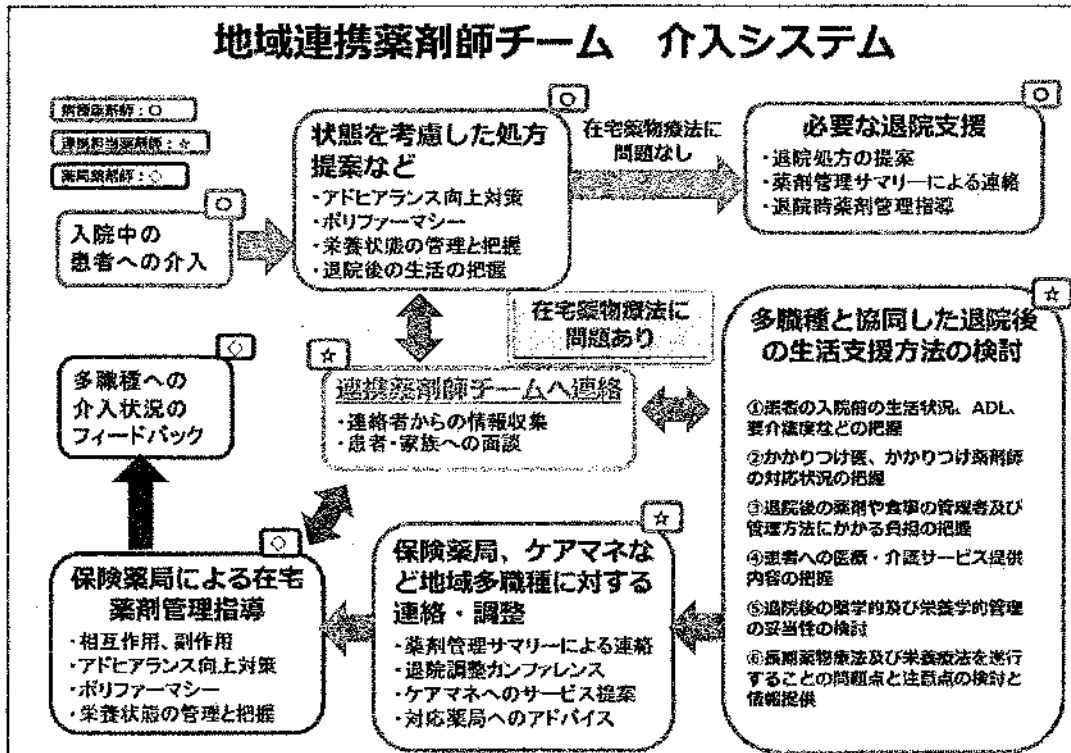 地域連携薬剤師チーム　介入システム
病棟薬剤師：○
連携担当薬剤師：☆
薬局薬剤師：◇
○
入院中の
患者への介入
○
状態を考慮した処方
提案など
・アドヒアランス向上対策
・ポリファーマシー
・栄養状態の管理と把握
・退院後の生活の把握
在宅薬物療法に
問題なし
○
必要な退院支援
・退院処方の提案
・薬剤管理サマリーによる連絡
・退院時薬剤管理指導
在宅薬物療法に
問題あり
☆
連携薬剤師チームへ連絡
・連絡者からの情報収集
・患者・家族への面談
☆
多職種と協同した退院後
の生活支援方法の検討
①患者の入院前の生活状況、ADL、
要介護度などの把握
②かかりつけ医、かかりつけ薬剤師
の対応状況の把握
③退院後の薬剤や食事の管理者及び
管理方法にかかる負担の把握
④患者への医療・介護サービス提供
内容の把握
⑤退院後の薬学的及び栄養学的管理
の妥当性の検討
⑥長期薬物療法及び栄養療法を遂行
することの問題点と注意点の検討と
情報提供
☆
保険薬局、ケアマネな
ど地域多職種に対する
連絡・調整
・薬剤管理サマリーによる連絡
・退院調整カンファレンス
・ケアマネへのサービス提案
・対応薬局へのアドバイス
◇
保険薬局による在宅
薬剤管理指導
・相互作用、副作用
・アドヒアランス向上対策
・ポリファーマシー
・栄養状態の管理と把握
◇
多職種への
介入状況の
フィードバック